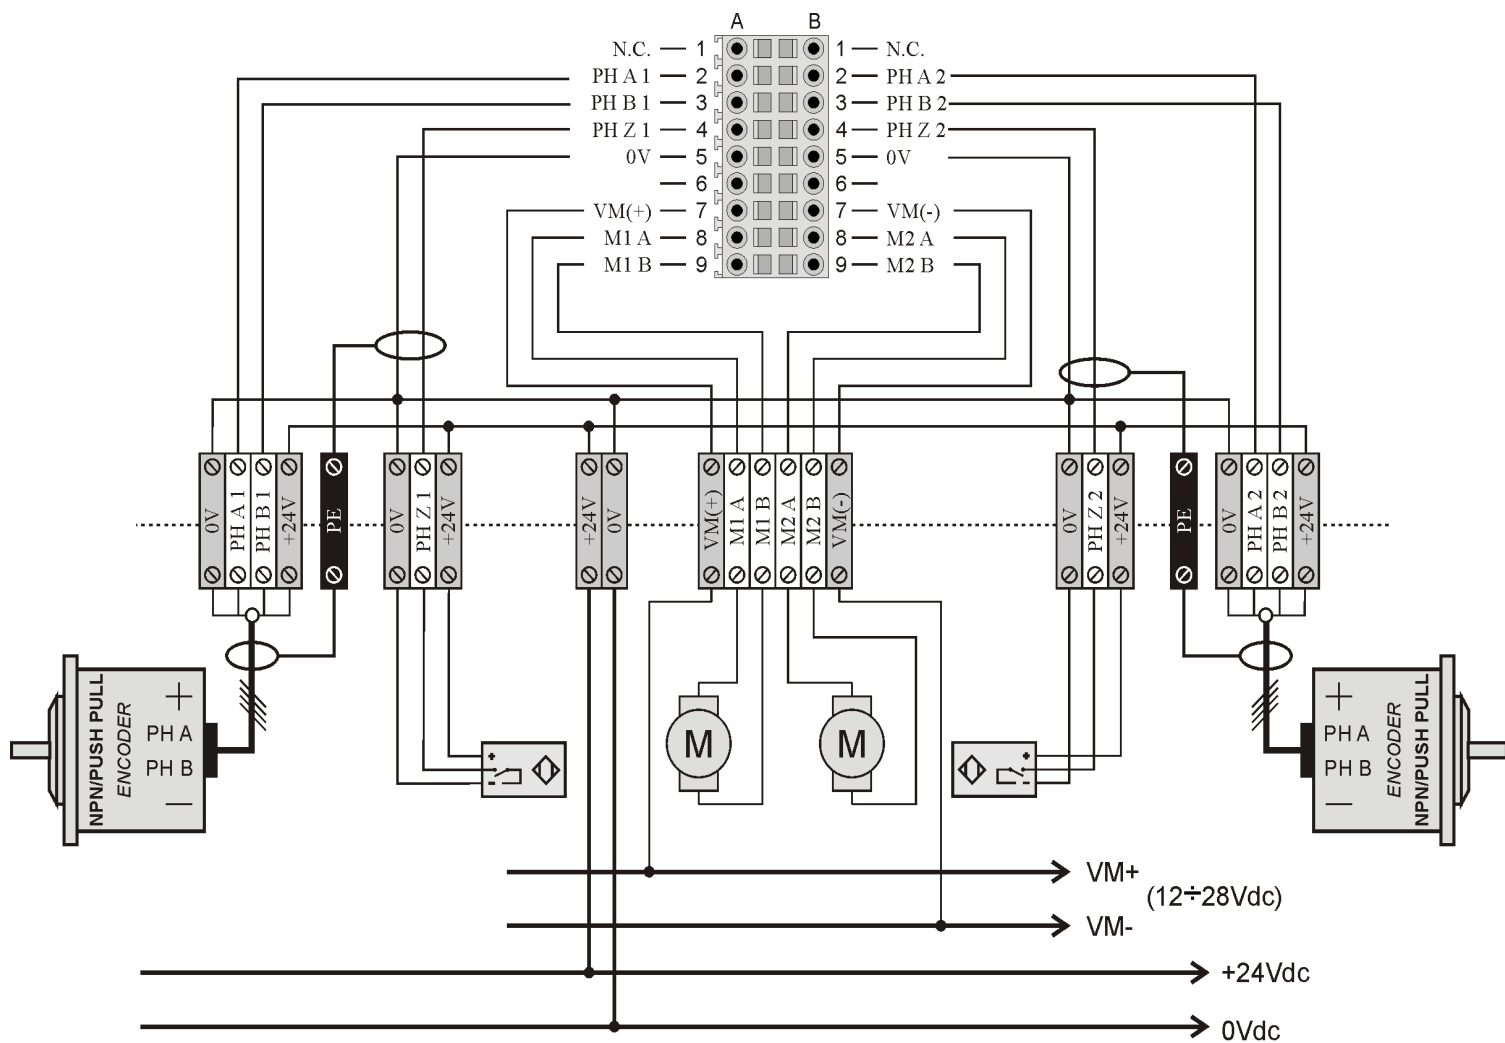 A B
N.C. 1 1 N.C.
PH A 1 2 2 PH A 2
PH B 1 3 3 PH B 2
PH Z 1 4 4 PH Z 2
0V 5 5 0V
6 6
VM(+) 7 7 VM(-)
M1 A 8 8 M2 A
M1 B 9 9 M2 B
0V
PH A 1
PH B 1
+24V
PE
0V
PH Z 1
+24V
+24V
0V
VM(+)
M1 A
M1 B
M2 A
M2 B
VM(-)
0V
PH Z 2
+24V
PE
0V
PH A 2
PH B 2
+24V
NPN/PUSH PULL
ENCODER
+
PH A
PH B
—
+
-
M
M
+
-
+
PH A
PH B
—
ENCODER
NPN/PUSH PULL
VM+
(12÷28Vdc)
VM-
+24Vdc
0Vdc